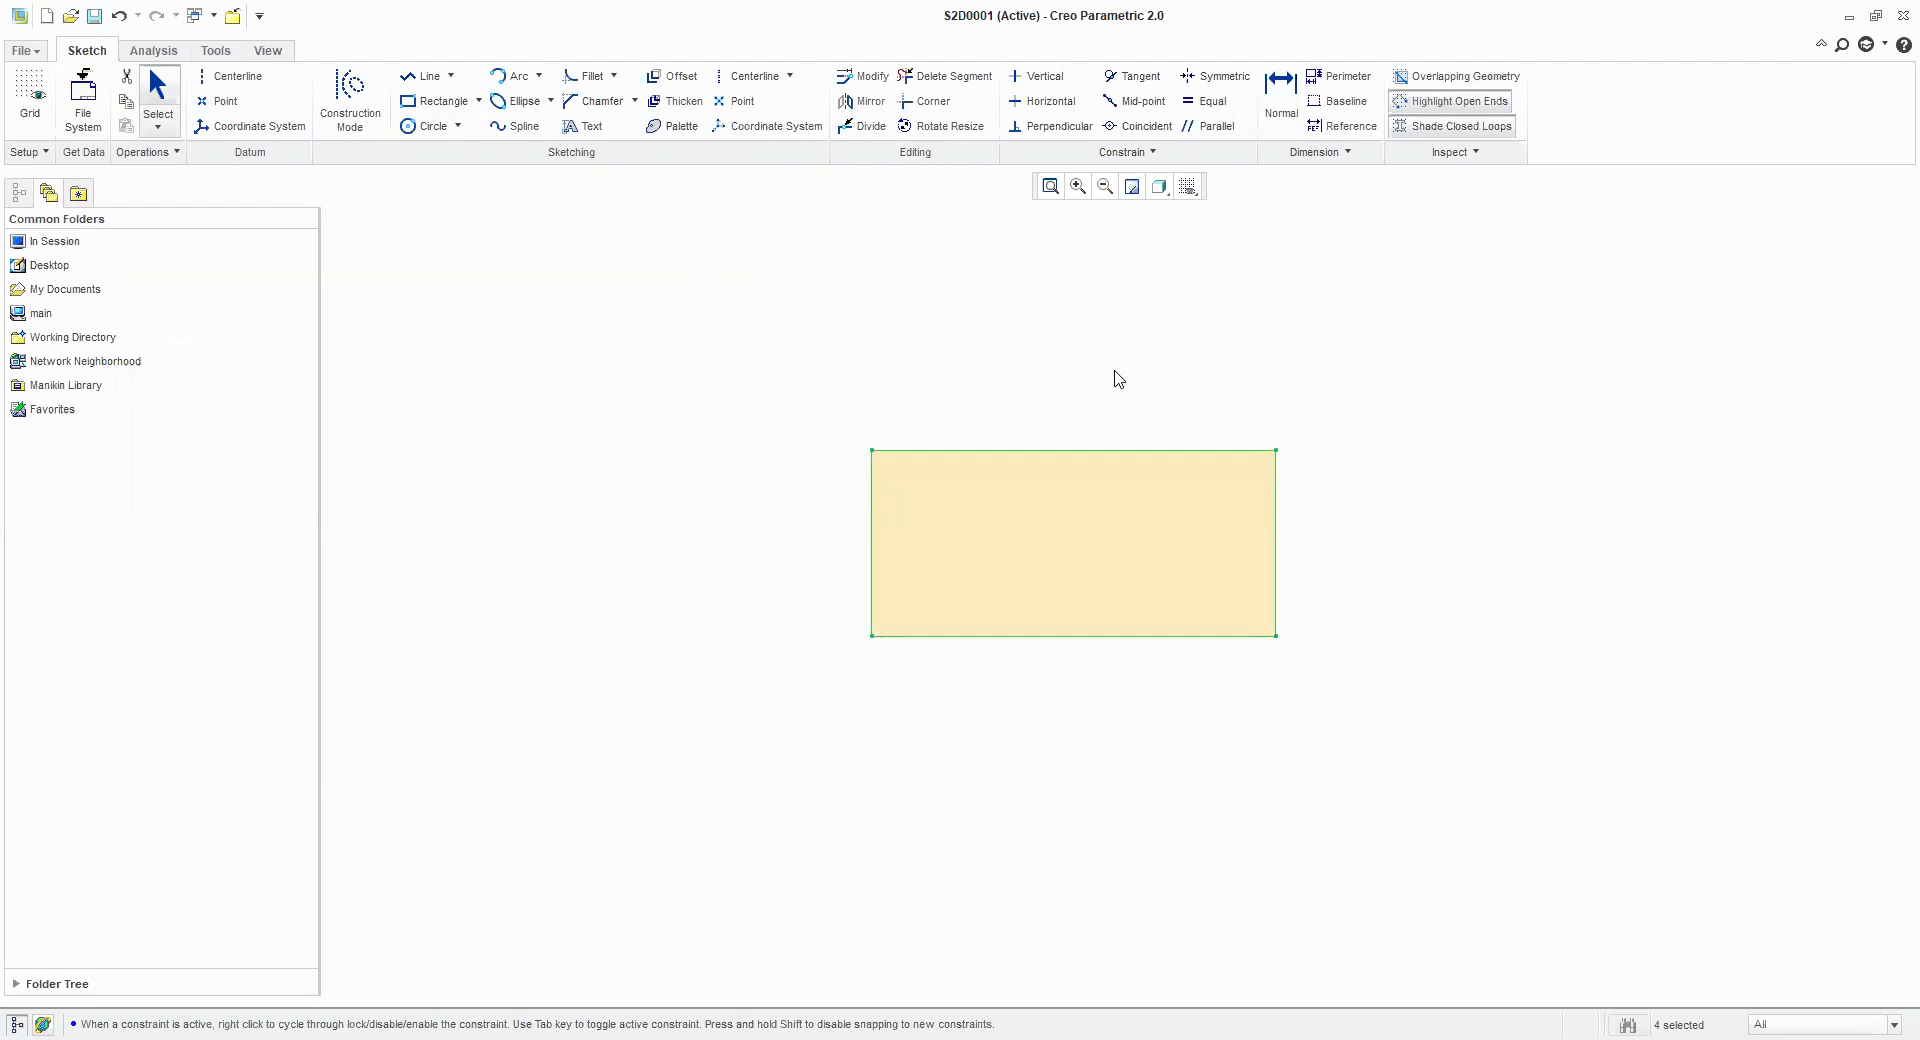 S2D0001 (Active) - Creo Parametric 2.0
File Sketch Analysis Tools View
Centerline Line Arc Fillet Offset Centerline Modify Delete Segment Vertical Tangent Symmetric Perimeter Overlapping Geometry
Grid File System Select Point Construction Mode Rectangle Ellipse Chamfer Thicken Point Mirror Corner Horizontal Mid-point Equal Normal Baseline Highlight Open Ends
Coordinate System Circle Spline Text Palette Coordinate System Divide Rotate Resize Perpendicular Coincident Parallel Reference Shade Closed Loops
Setup Get Data Operations Datum Sketching Editing Constrain Dimension Inspect
Common Folders
In Session
Desktop
My Documents
main
Working Directory
Network Neighborhood
Manikin Library
Favorites
Folder Tree
When a constraint is active, right click to cycle through lock/disable/enable the constraint. Use Tab key to toggle active constraint. Press and hold Shift to disable snapping to new constraints. 4 selected All